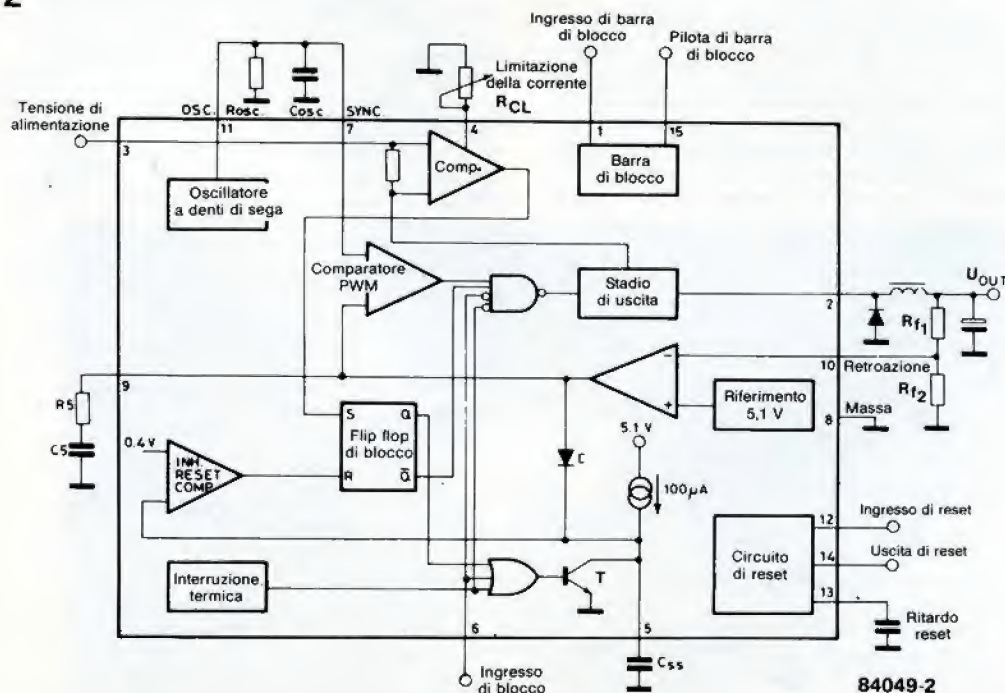 2
Ingresso di barra
di blocco
Pilota di barra
di blocco
Limitazione
della corrente
RCL
Tensione di
alimentazione
OSC. Rosc. Cosc. SYNC.
11
7
4
1
15
3
Comp.
Barra
di blocco
Oscillatore
a denti di sega
Comparatore
PWM
Stadio
di uscita
UOUT
2
Rf1
10
Retroazione
Rf2
9
Riferimento
5,1 V
Massa
8
R5
C5
0.4 V
INH.
RESET
COMP.
S
Q
Flip flop
di blocco
R
Q̅
5.1 V
100µA
12
Ingresso di reset
Circuito
di reset
14
Uscita di reset
13
Interruzione
termica
T
Ritardo
reset
6
5
Ingresso
di blocco
Css
84049-2